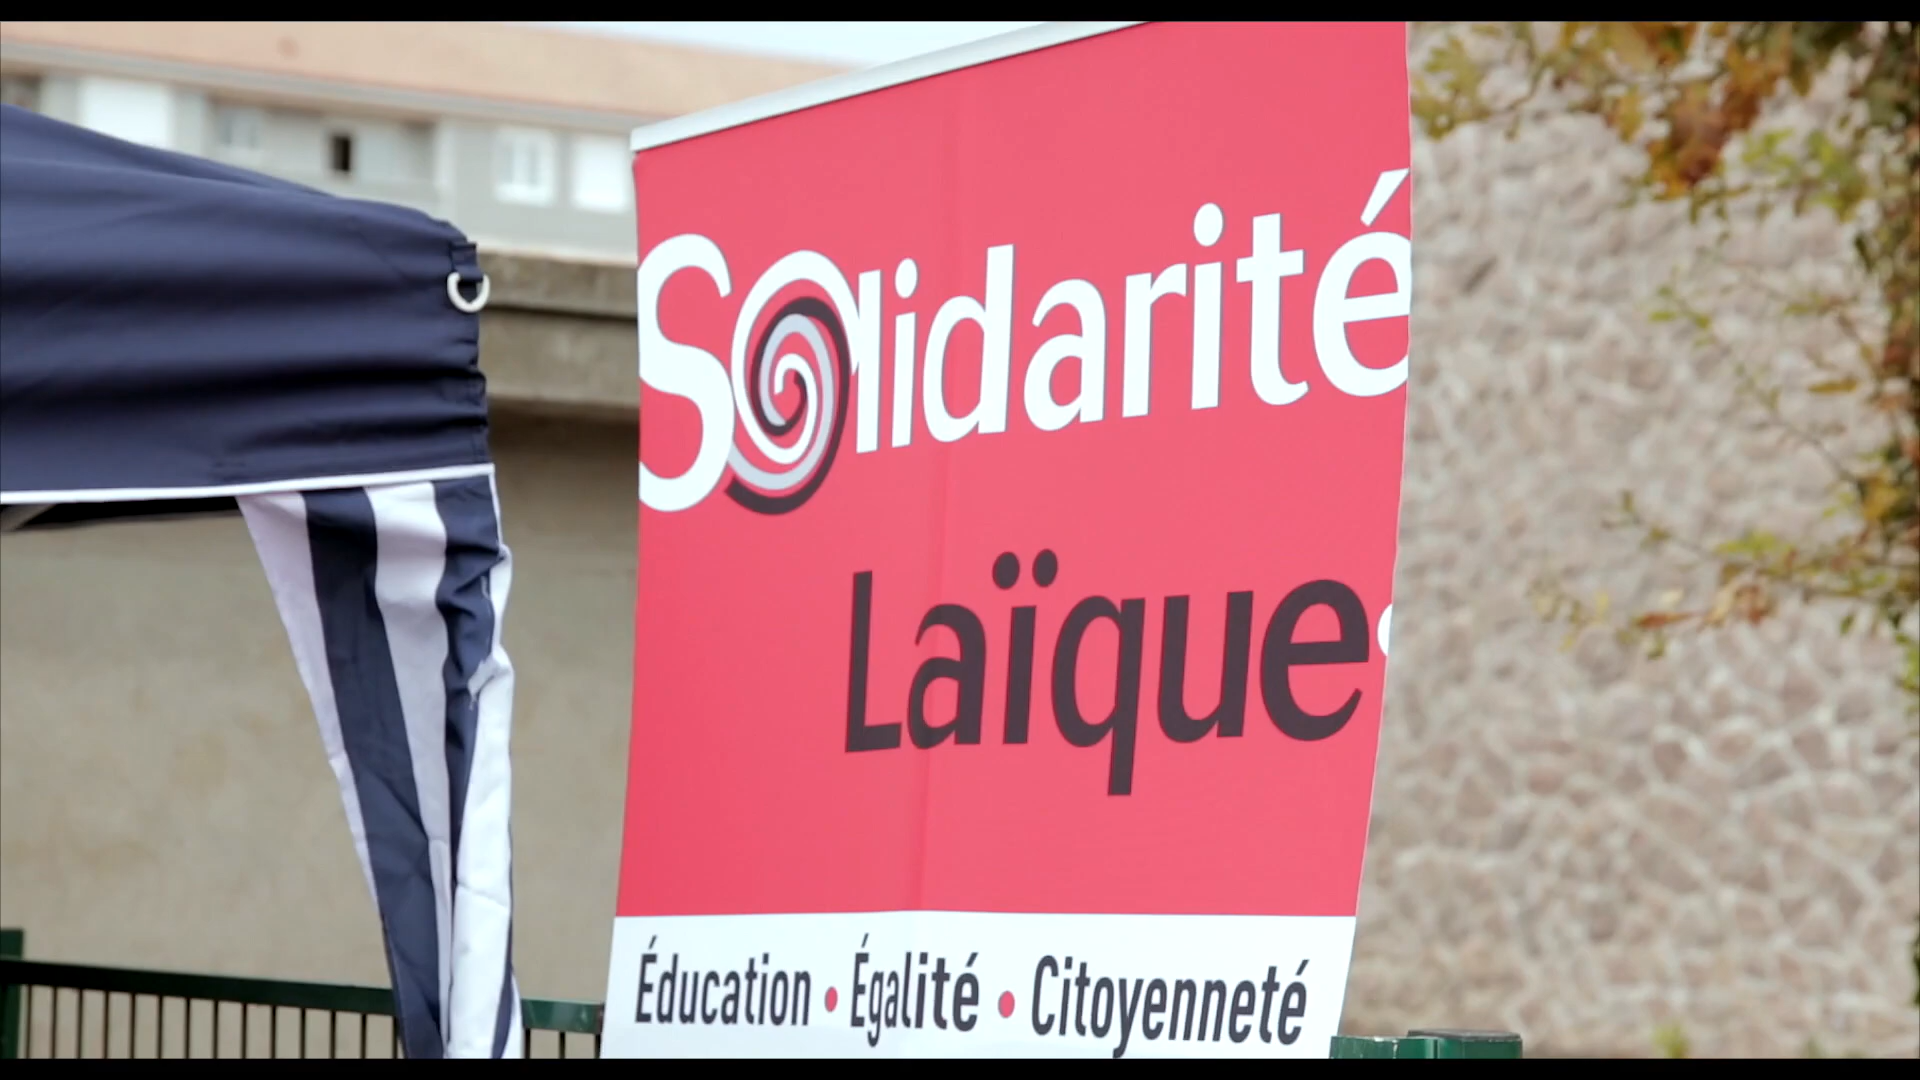 Solidarité
Laïque
Éducation • Égalité • Citoyenneté